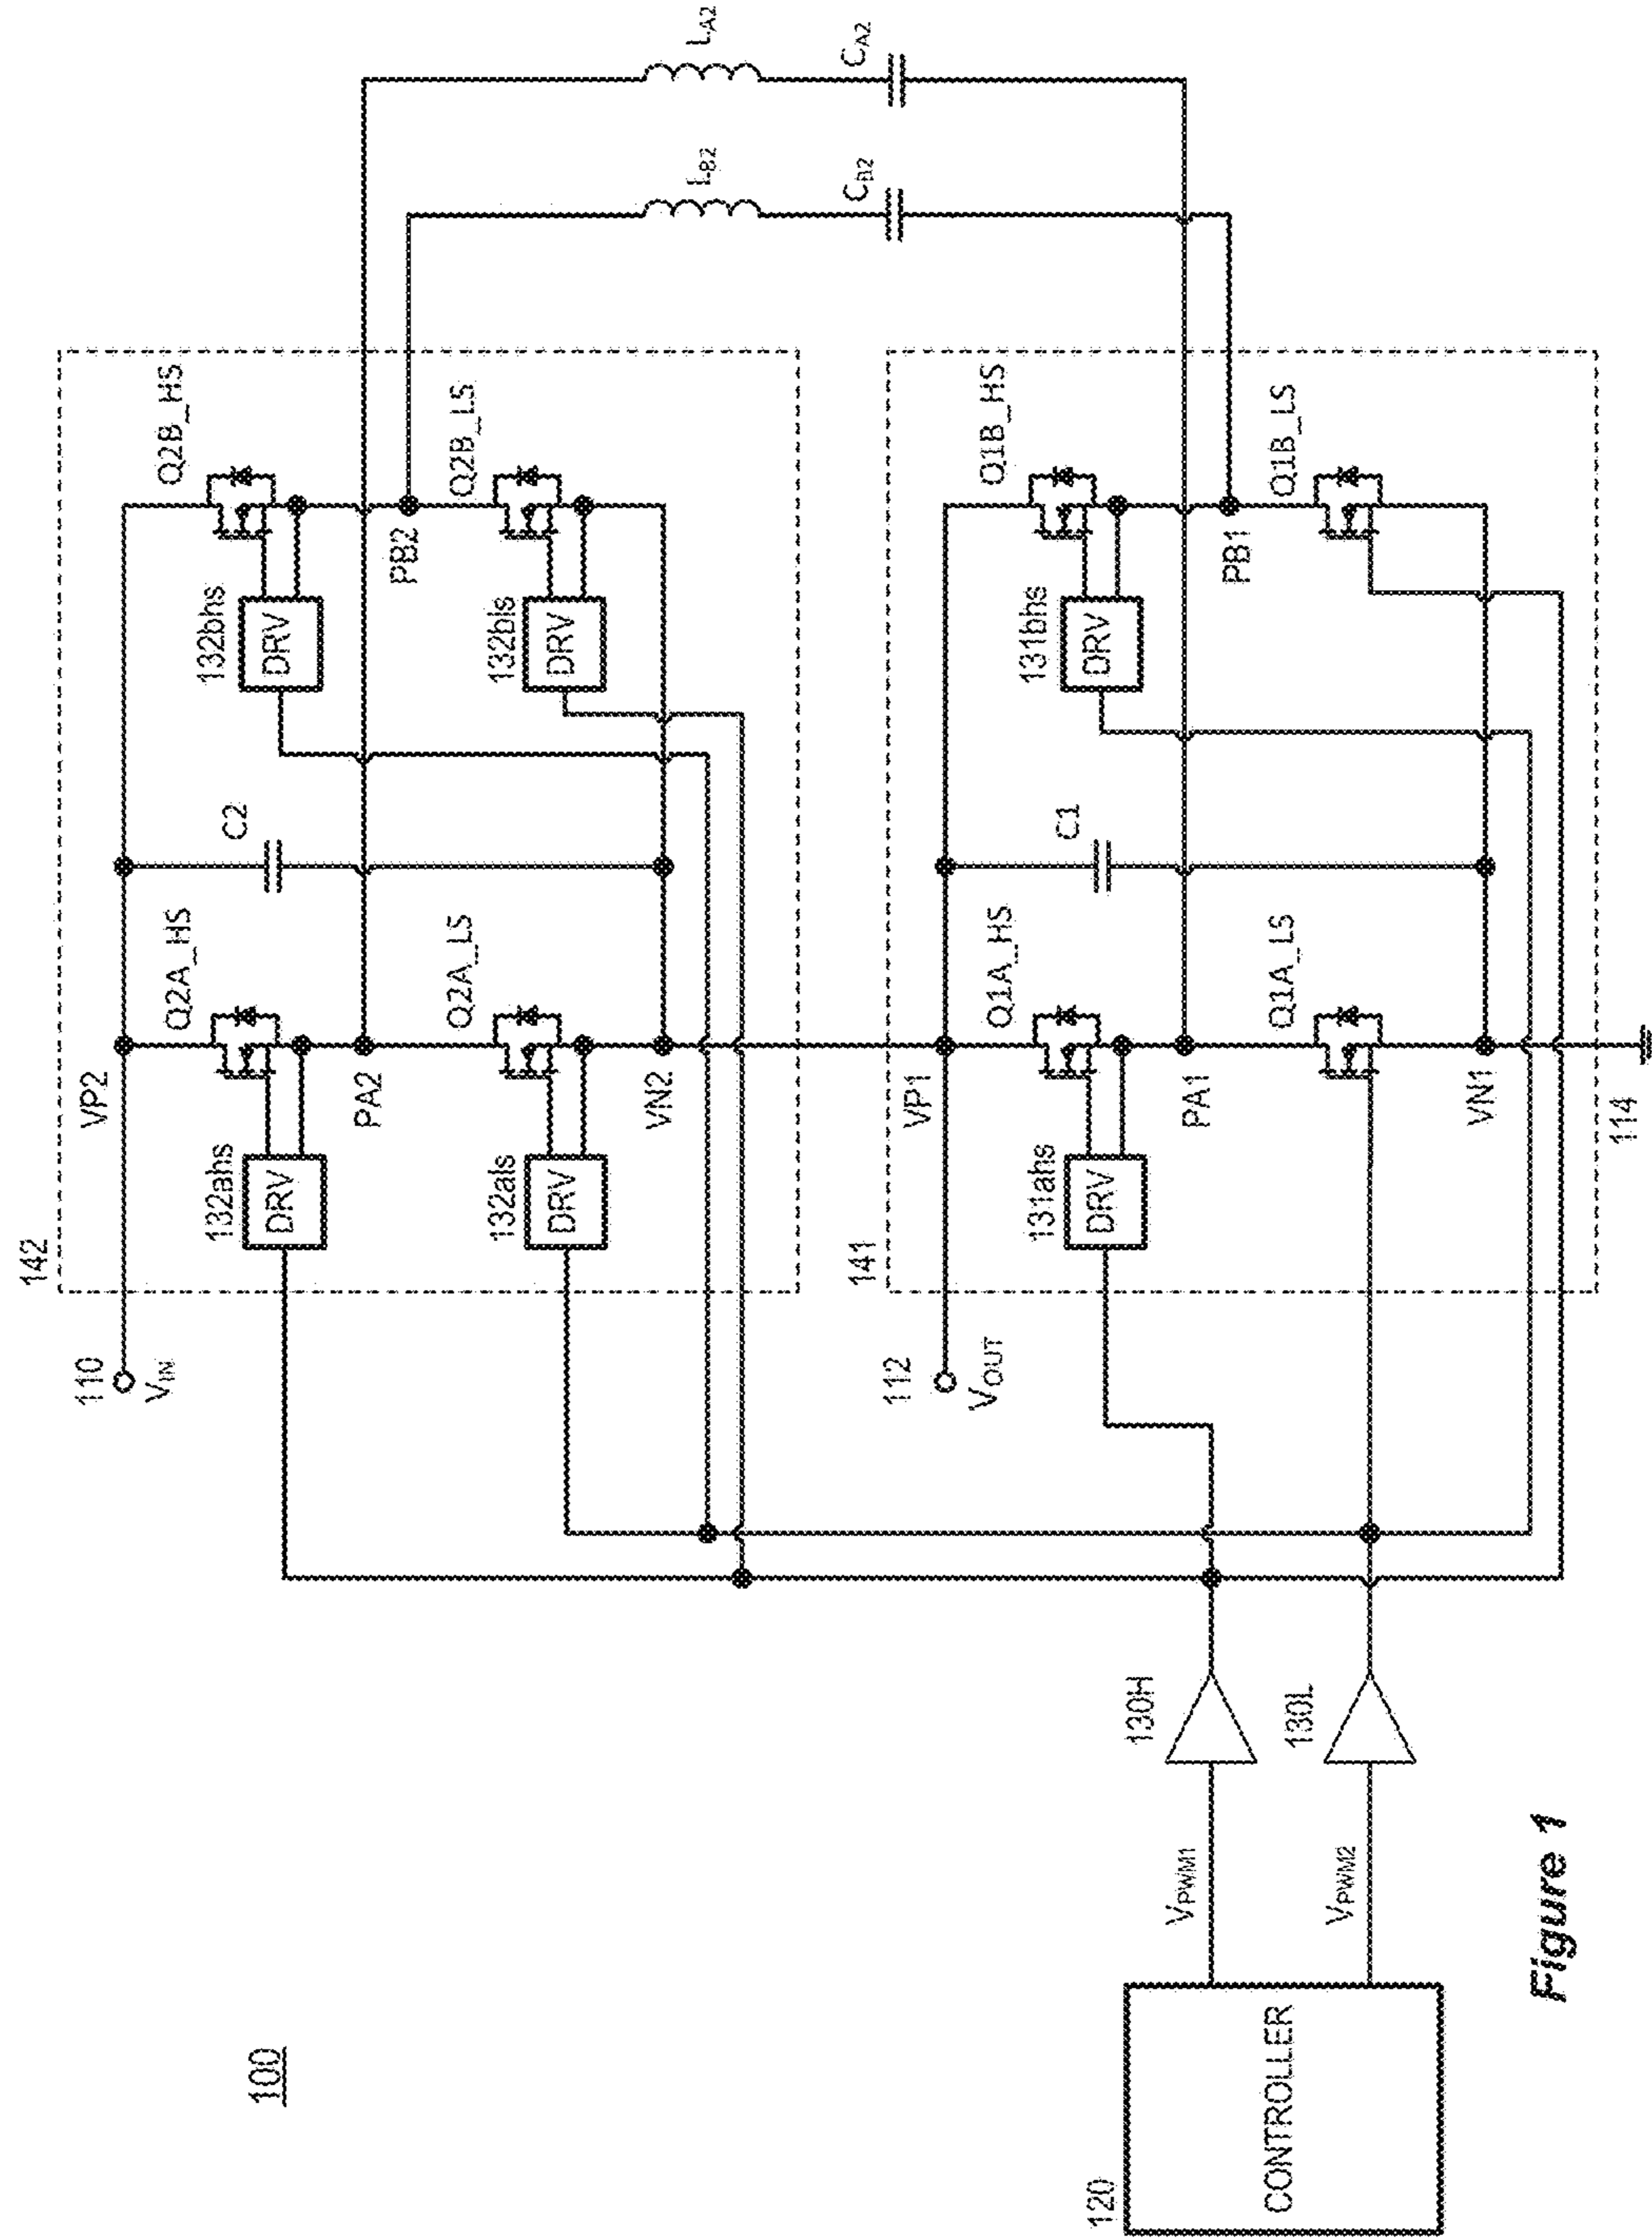 100
142
VP2
Q2A_HS
C2
132bhs
Q2B_HS
132ahs
DRV
DRV
110
V_IN
PA2
PB2
L_A2
Q2A_LS
132bls
Q2B_LS
132als
DRV
DRV
L_B2
VN2
C_A2
C_B2
141
112
V_OUT
VP1
Q1A_HS
C1
131bhs
Q1B_HS
131ahs
DRV
DRV
120
CONTROLLER
V_PWM1
130H
PA1
PB1
V_PWM2
130L
Q1A_LS
Q1B_LS
VN1
114
Figure 1